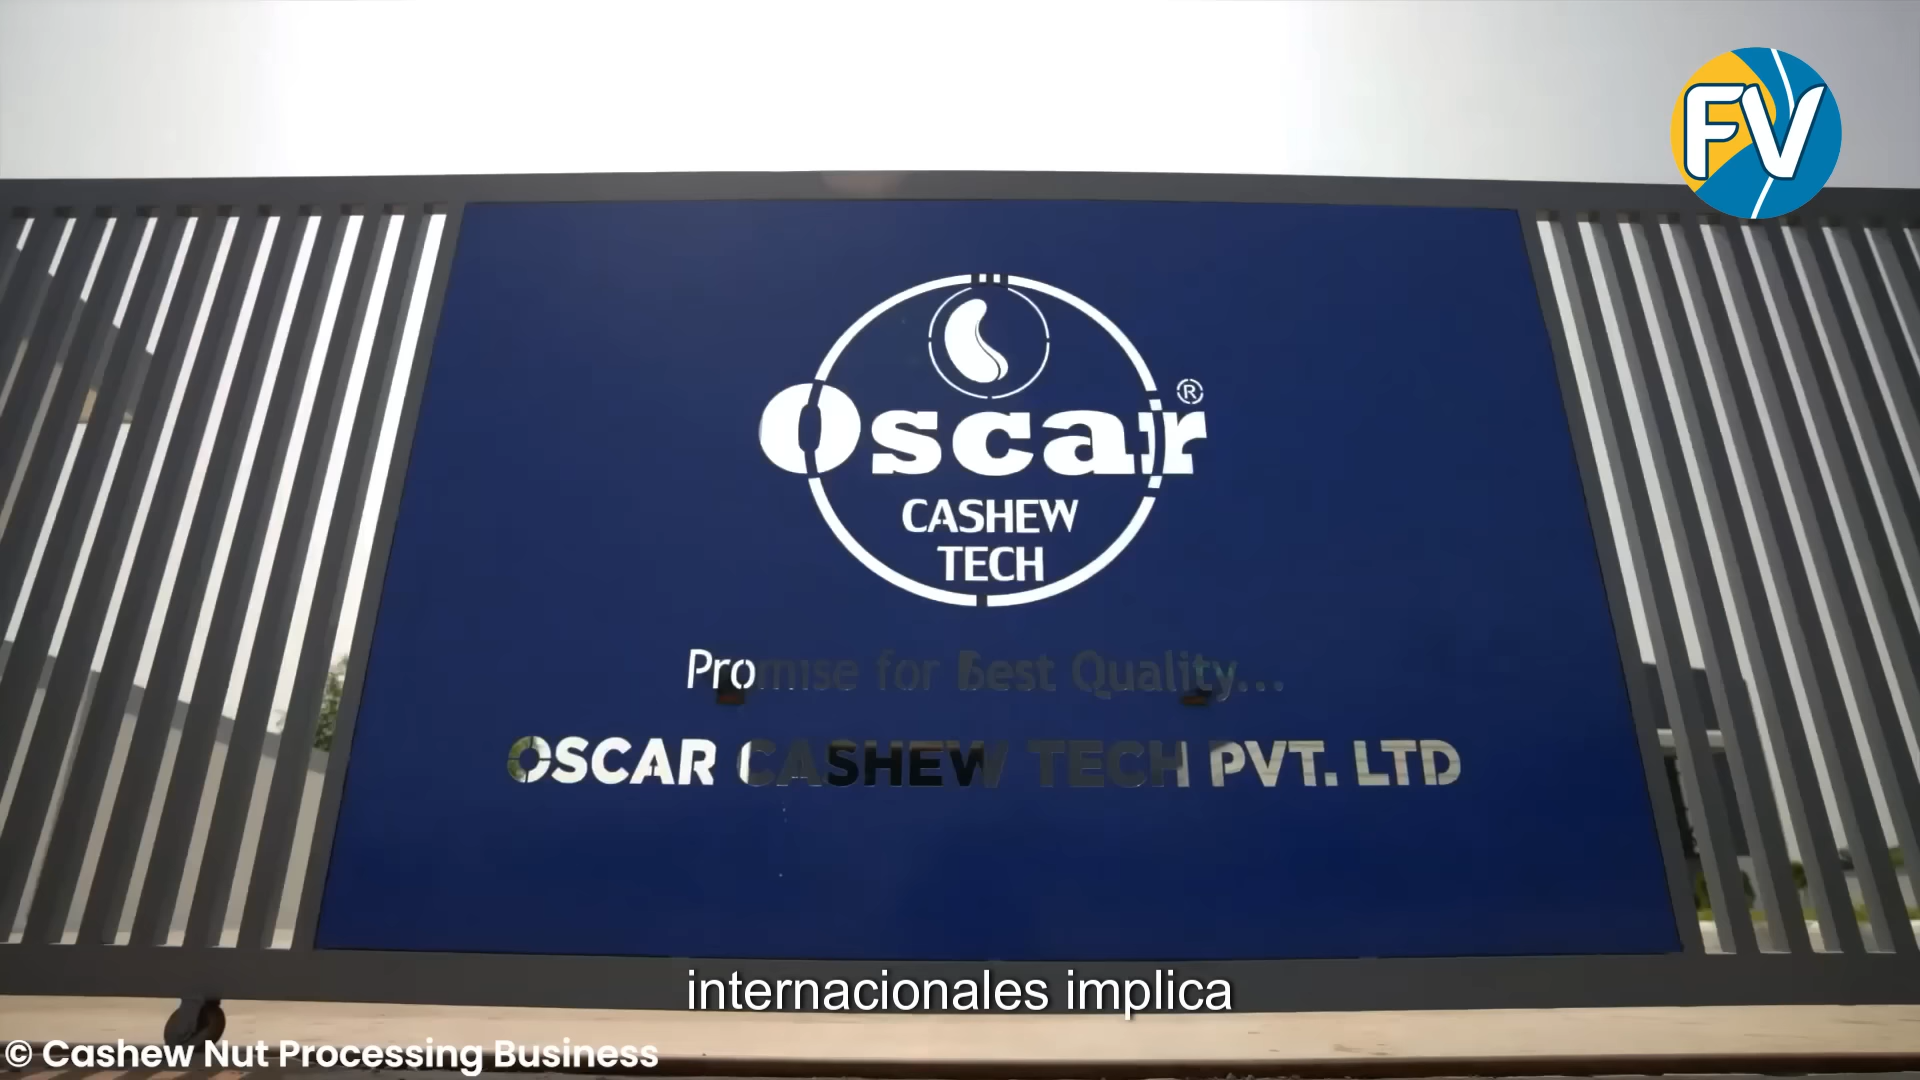 FV
Oscar®
CASHEW
TECH
Promise for Best Quality...
OSCAR CASHEW TECH PVT. LTD
internacionales implica
© Cashew Nut Processing Business